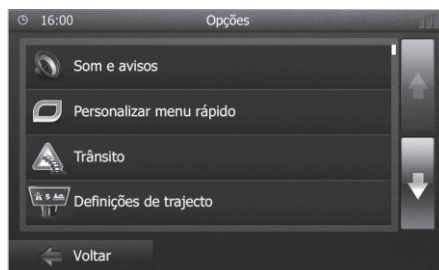 16:00
Opções
Som e avisos
Personalizar menu rápido
Trânsito
Definições de trajecto
Voltar